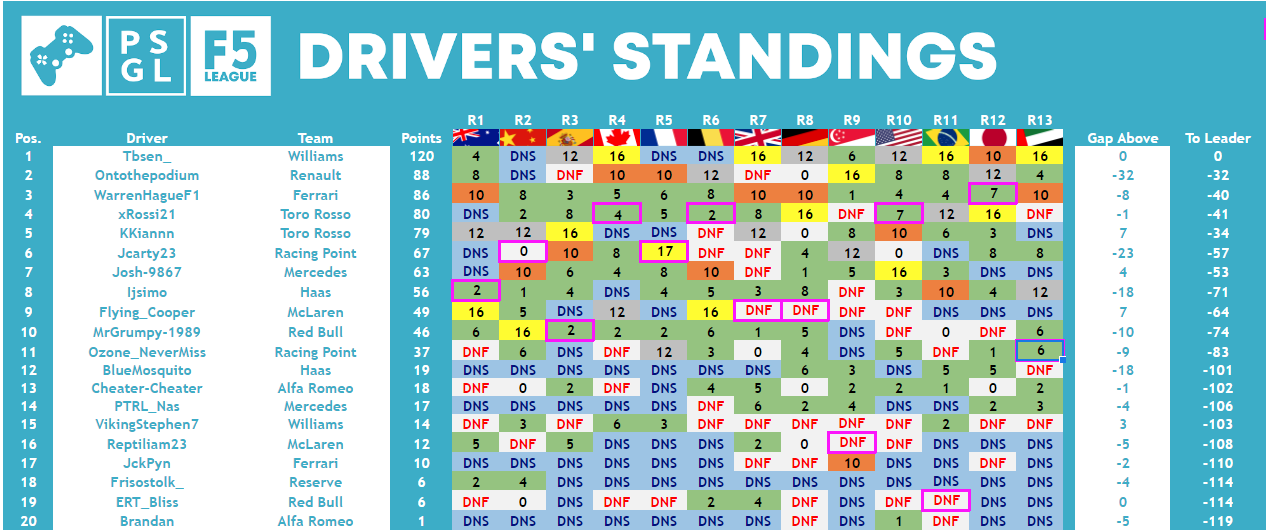 PS GL F5 LEAGUE DRIVERS' STANDINGS
R1 R2 R3 R4 R5 R6 R7 R8 R9 R10 R11 R12 R13
Pos. Driver Team Points Gap Above To Leader
1 Tbsen_ Williams 120 4 DNS 12 16 DNS DNS 16 12 6 12 16 10 16 0 0
2 Ontothepodium Renault 88 8 DNS DNF 10 10 12 DNF 0 16 8 8 12 4 -32 -32
3 WarrenHagueF1 Ferrari 86 10 8 3 5 6 8 10 10 1 4 4 7 10 -8 -40
4 xRossi21 Toro Rosso 80 DNS 2 8 4 5 2 8 16 DNF 7 12 16 DNF -1 -41
5 KKiannn Toro Rosso 79 12 12 16 DNS DNS DNF 12 0 8 10 6 3 DNS 7 -34
6 Jcarty23 Racing Point 67 DNS 0 10 8 17 DNF DNF 4 12 0 DNS 8 8 -23 -57
7 Josh-9867 Mercedes 63 DNS 10 6 4 8 10 DNF 1 5 16 3 DNS DNS 4 -53
8 Ijsimo Haas 56 2 1 4 DNS 4 5 3 8 DNF 3 10 4 12 -18 -71
9 Flying_Cooper McLaren 49 16 5 DNS 12 DNS 16 DNF DNF DNF DNF DNS DNS DNS 7 -64
10 MrGrumpy-1989 Red Bull 46 6 16 2 2 2 6 1 5 DNS DNF 0 DNF 6 -10 -74
11 Ozone_NeverMiss Racing Point 37 DNF 6 DNS DNF 12 3 0 4 DNS 5 DNF 1 6 -9 -83
12 BlueMosquito Haas 19 DNS DNS DNS DNS DNS DNS DNS 6 3 DNS 5 5 DNF -18 -101
13 Cheater-Cheater Alfa Romeo 18 DNF 0 2 DNF DNS 4 5 0 2 2 1 0 2 -1 -102
14 PTRL_Nas Mercedes 17 DNS DNS DNS DNS DNS DNF 6 2 4 DNS DNS 2 3 -4 -106
15 VikingStephen7 Williams 14 DNF 3 DNF 6 3 DNF DNF DNF DNF DNF 2 DNF DNF 3 -103
16 Reptiliam23 McLaren 12 5 DNF 5 DNS DNS DNS 2 0 DNF DNF DNS DNS DNS -5 -108
17 JckPyn Ferrari 10 DNS DNS DNS DNS DNS DNS DNF DNF 10 DNS DNS DNF DNS -2 -110
18 Frisostolk_ Reserve 6 2 4 DNS DNS DNS DNS DNS DNS DNS DNS DNS DNS DNS -4 -114
19 ERT_Bliss Red Bull 6 DNF 0 DNS DNF DNF 2 4 DNF DNS DNF DNF DNS DNS 0 -114
20 Brandan Alfa Romeo 1 DNS DNS DNS DNS DNS DNS DNS DNF DNS 1 DNF DNS DNS -5 -119